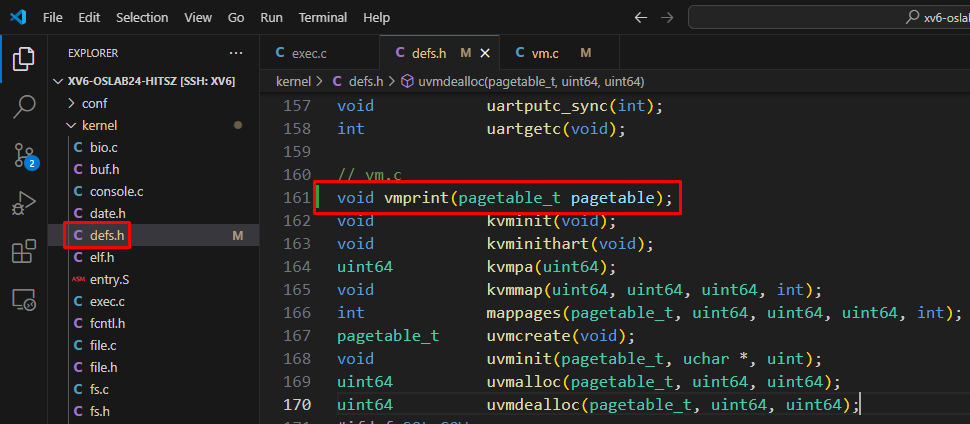 File Edit Selection View Go Run Terminal Help
xv6-oslab24-hitsz
EXPLORER
XV6-OSLAB24-HITSZ [SSH: XV6]
conf
kernel
C bio.c
C buf.h
C console.c
C date.h
C defs.h M
C elf.h
ASM entry.S
C exec.c
C fcntl.h
C file.c
C file.h
C fs.c
C fs.h
2
C exec.c C defs.h M C vm.c M
kernel > C defs.h > uvmdealloc(pagetable_t, uint64, uint64)
157 void uartputc_sync(int);
158 int uartgetc(void);
159
160 // vm.c
161 void vmprint(pagetable_t pagetable);
162 void kvminit(void);
163 void kvminithart(void);
164 uint64 kvmpa(uint64);
165 void kvmmap(uint64, uint64, uint64, int);
166 int mappages(pagetable_t, uint64, uint64, uint64, int);
167 pagetable_t uvmcreate(void);
168 void uvminit(pagetable_t, uchar *, uint);
169 uint64 uvmalloc(pagetable_t, uint64, uint64);
170 uint64 uvmdealloc(pagetable_t, uint64, uint64);